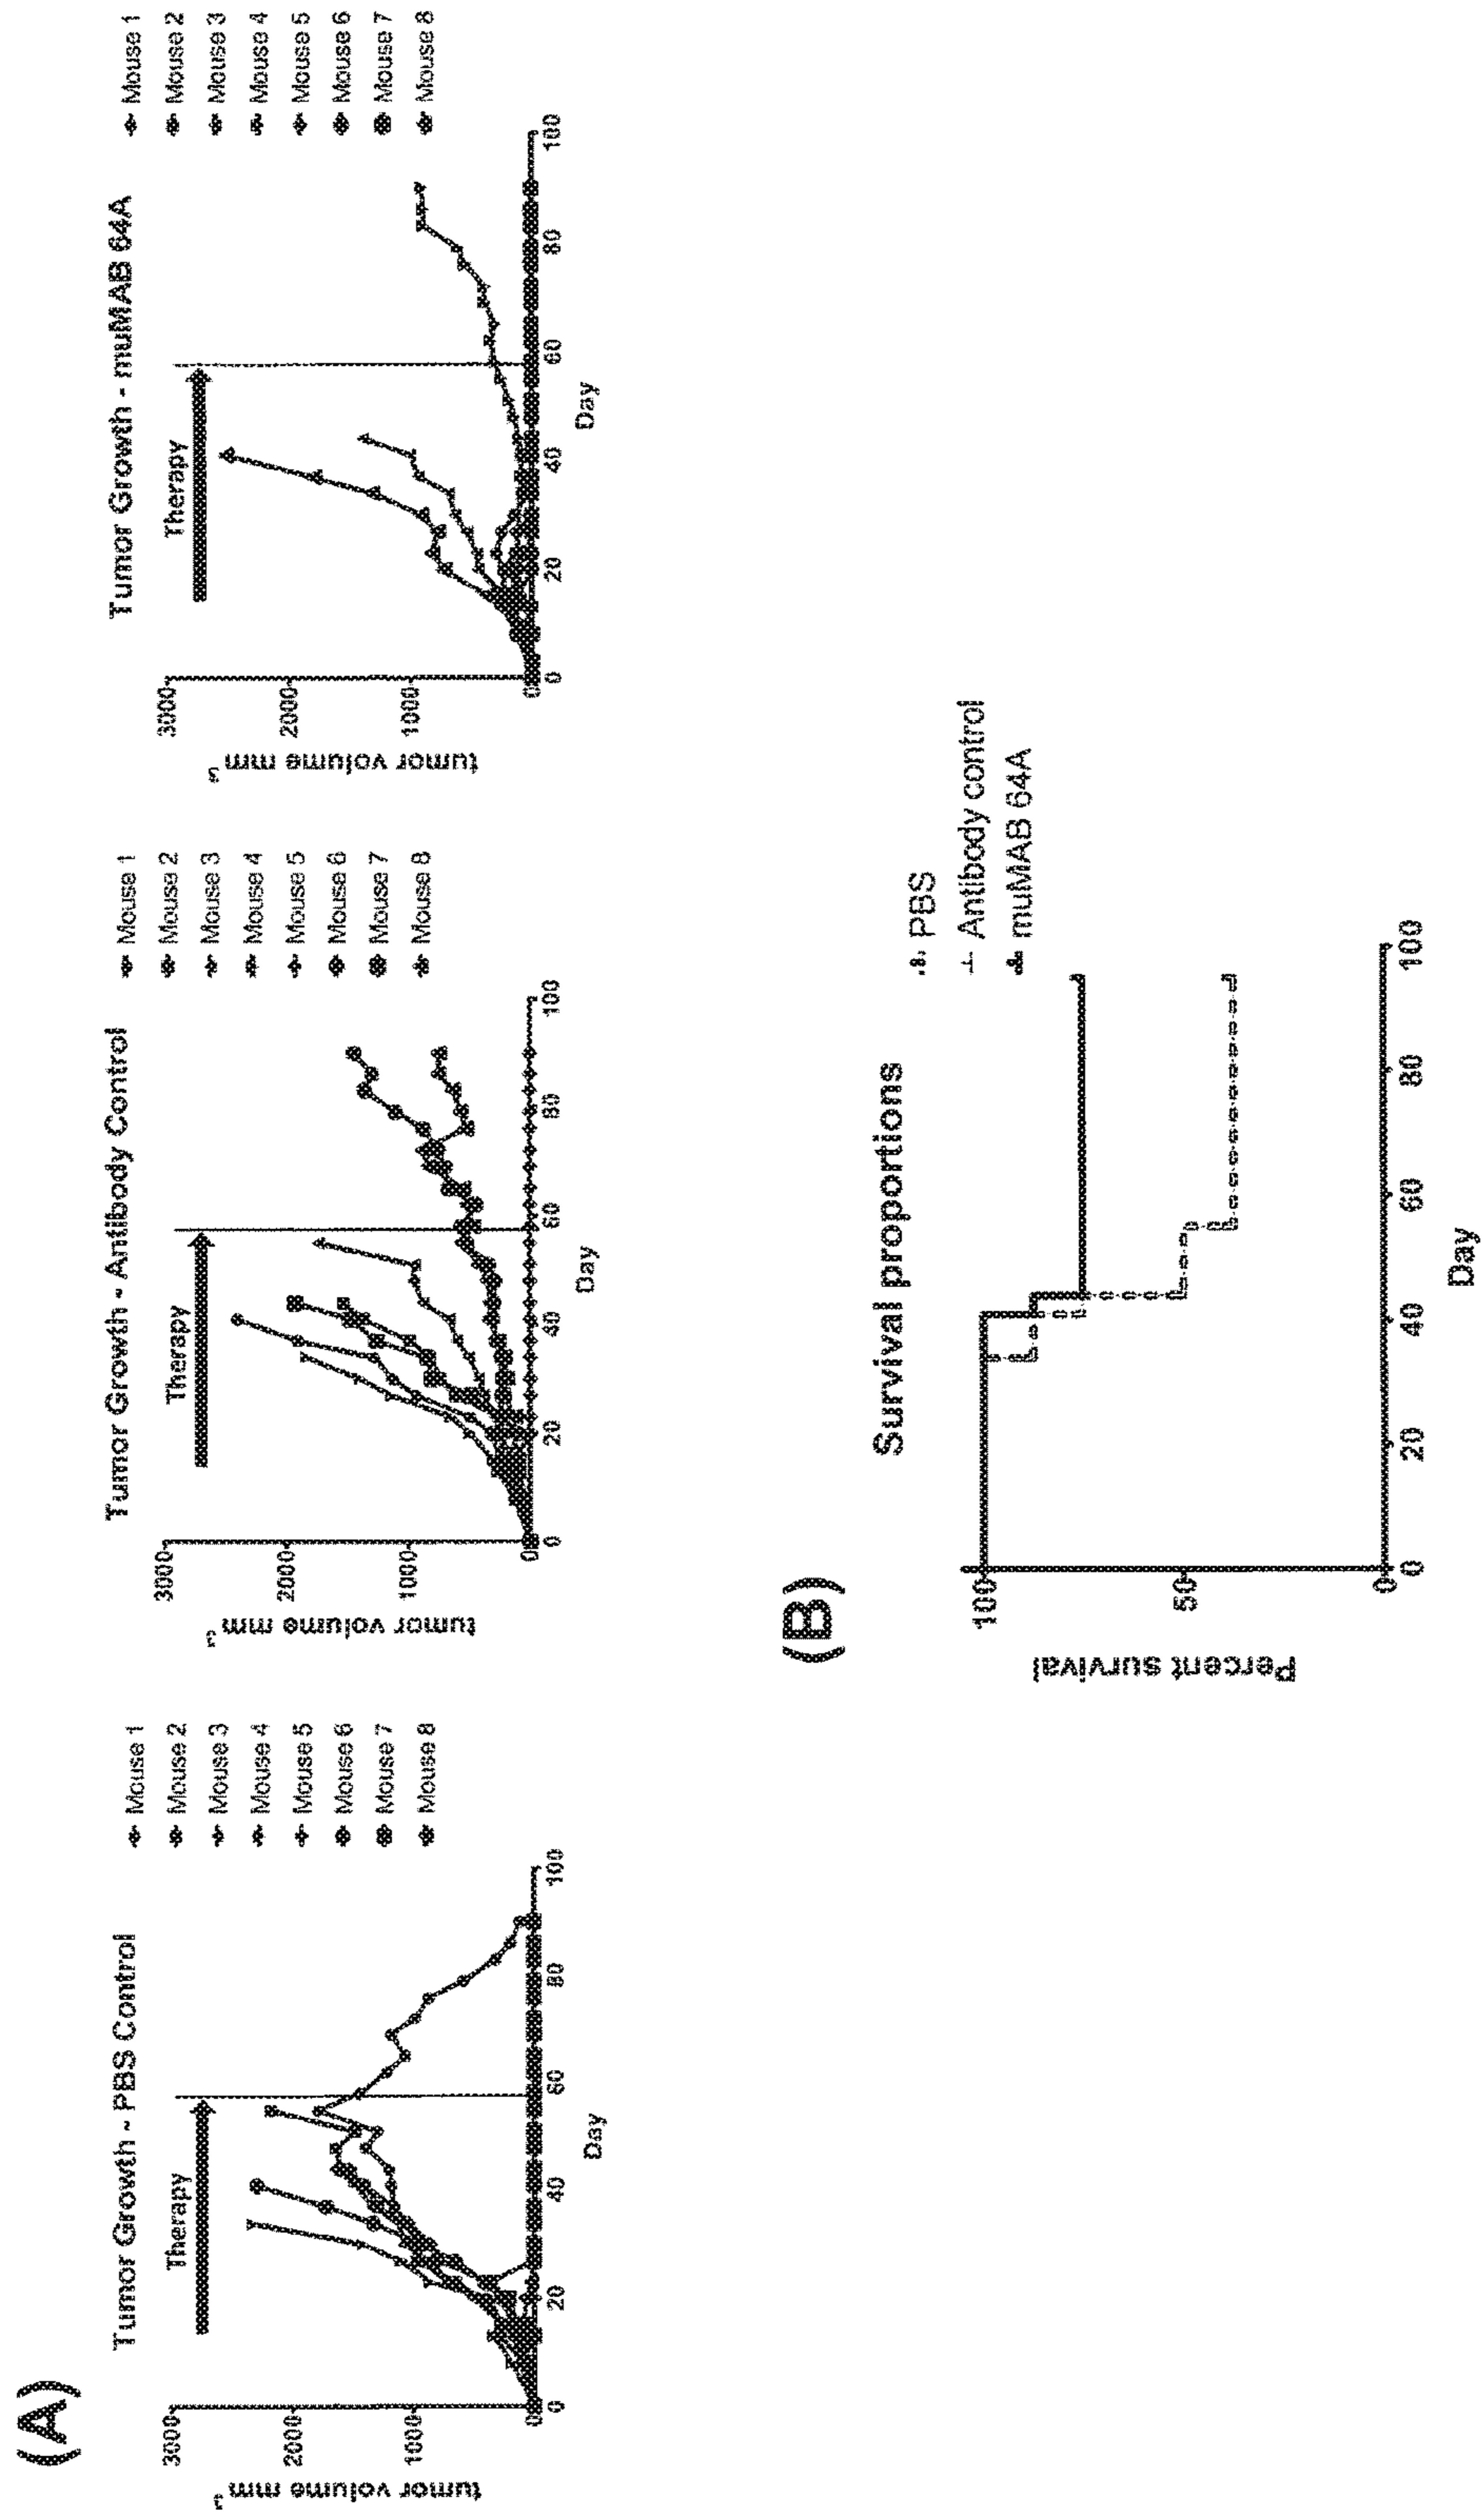 (A)
Tumor Growth - PBS Control
Therapy
tumor volume mm³
3000
2000
1000
0
0
20
40
60
80
100
Day
Mouse 1
Mouse 2
Mouse 3
Mouse 4
Mouse 5
Mouse 6
Mouse 7
Mouse 8
Tumor Growth - Antibody Control
Therapy
tumor volume mm³
3000
2000
1000
0
0
20
40
60
80
100
Day
Mouse 1
Mouse 2
Mouse 3
Mouse 4
Mouse 5
Mouse 6
Mouse 7
Mouse 8
Tumor Growth - muMAB 64A
Therapy
tumor volume mm³
3000
2000
1000
0
0
20
40
60
80
100
Day
Mouse 1
Mouse 2
Mouse 3
Mouse 4
Mouse 5
Mouse 6
Mouse 7
Mouse 8
(B)
Survival proportions
Percent survival
100
50
0
0
20
40
60
80
100
Day
PBS
Antibody control
muMAB 64A